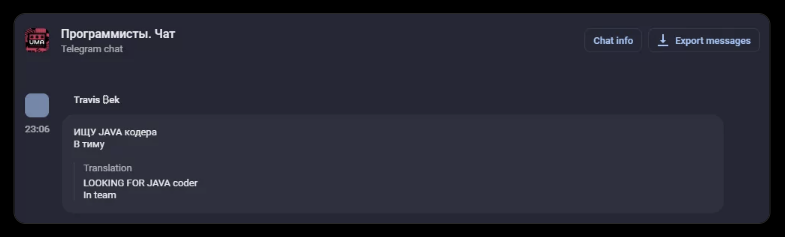 Программисты. Чат
Telegram chat
Chat info
Export messages
VMA
Travis Bek
23:06
ИЩУ JAVA кодера
В тиму
Translation
LOOKING FOR JAVA coder
In team